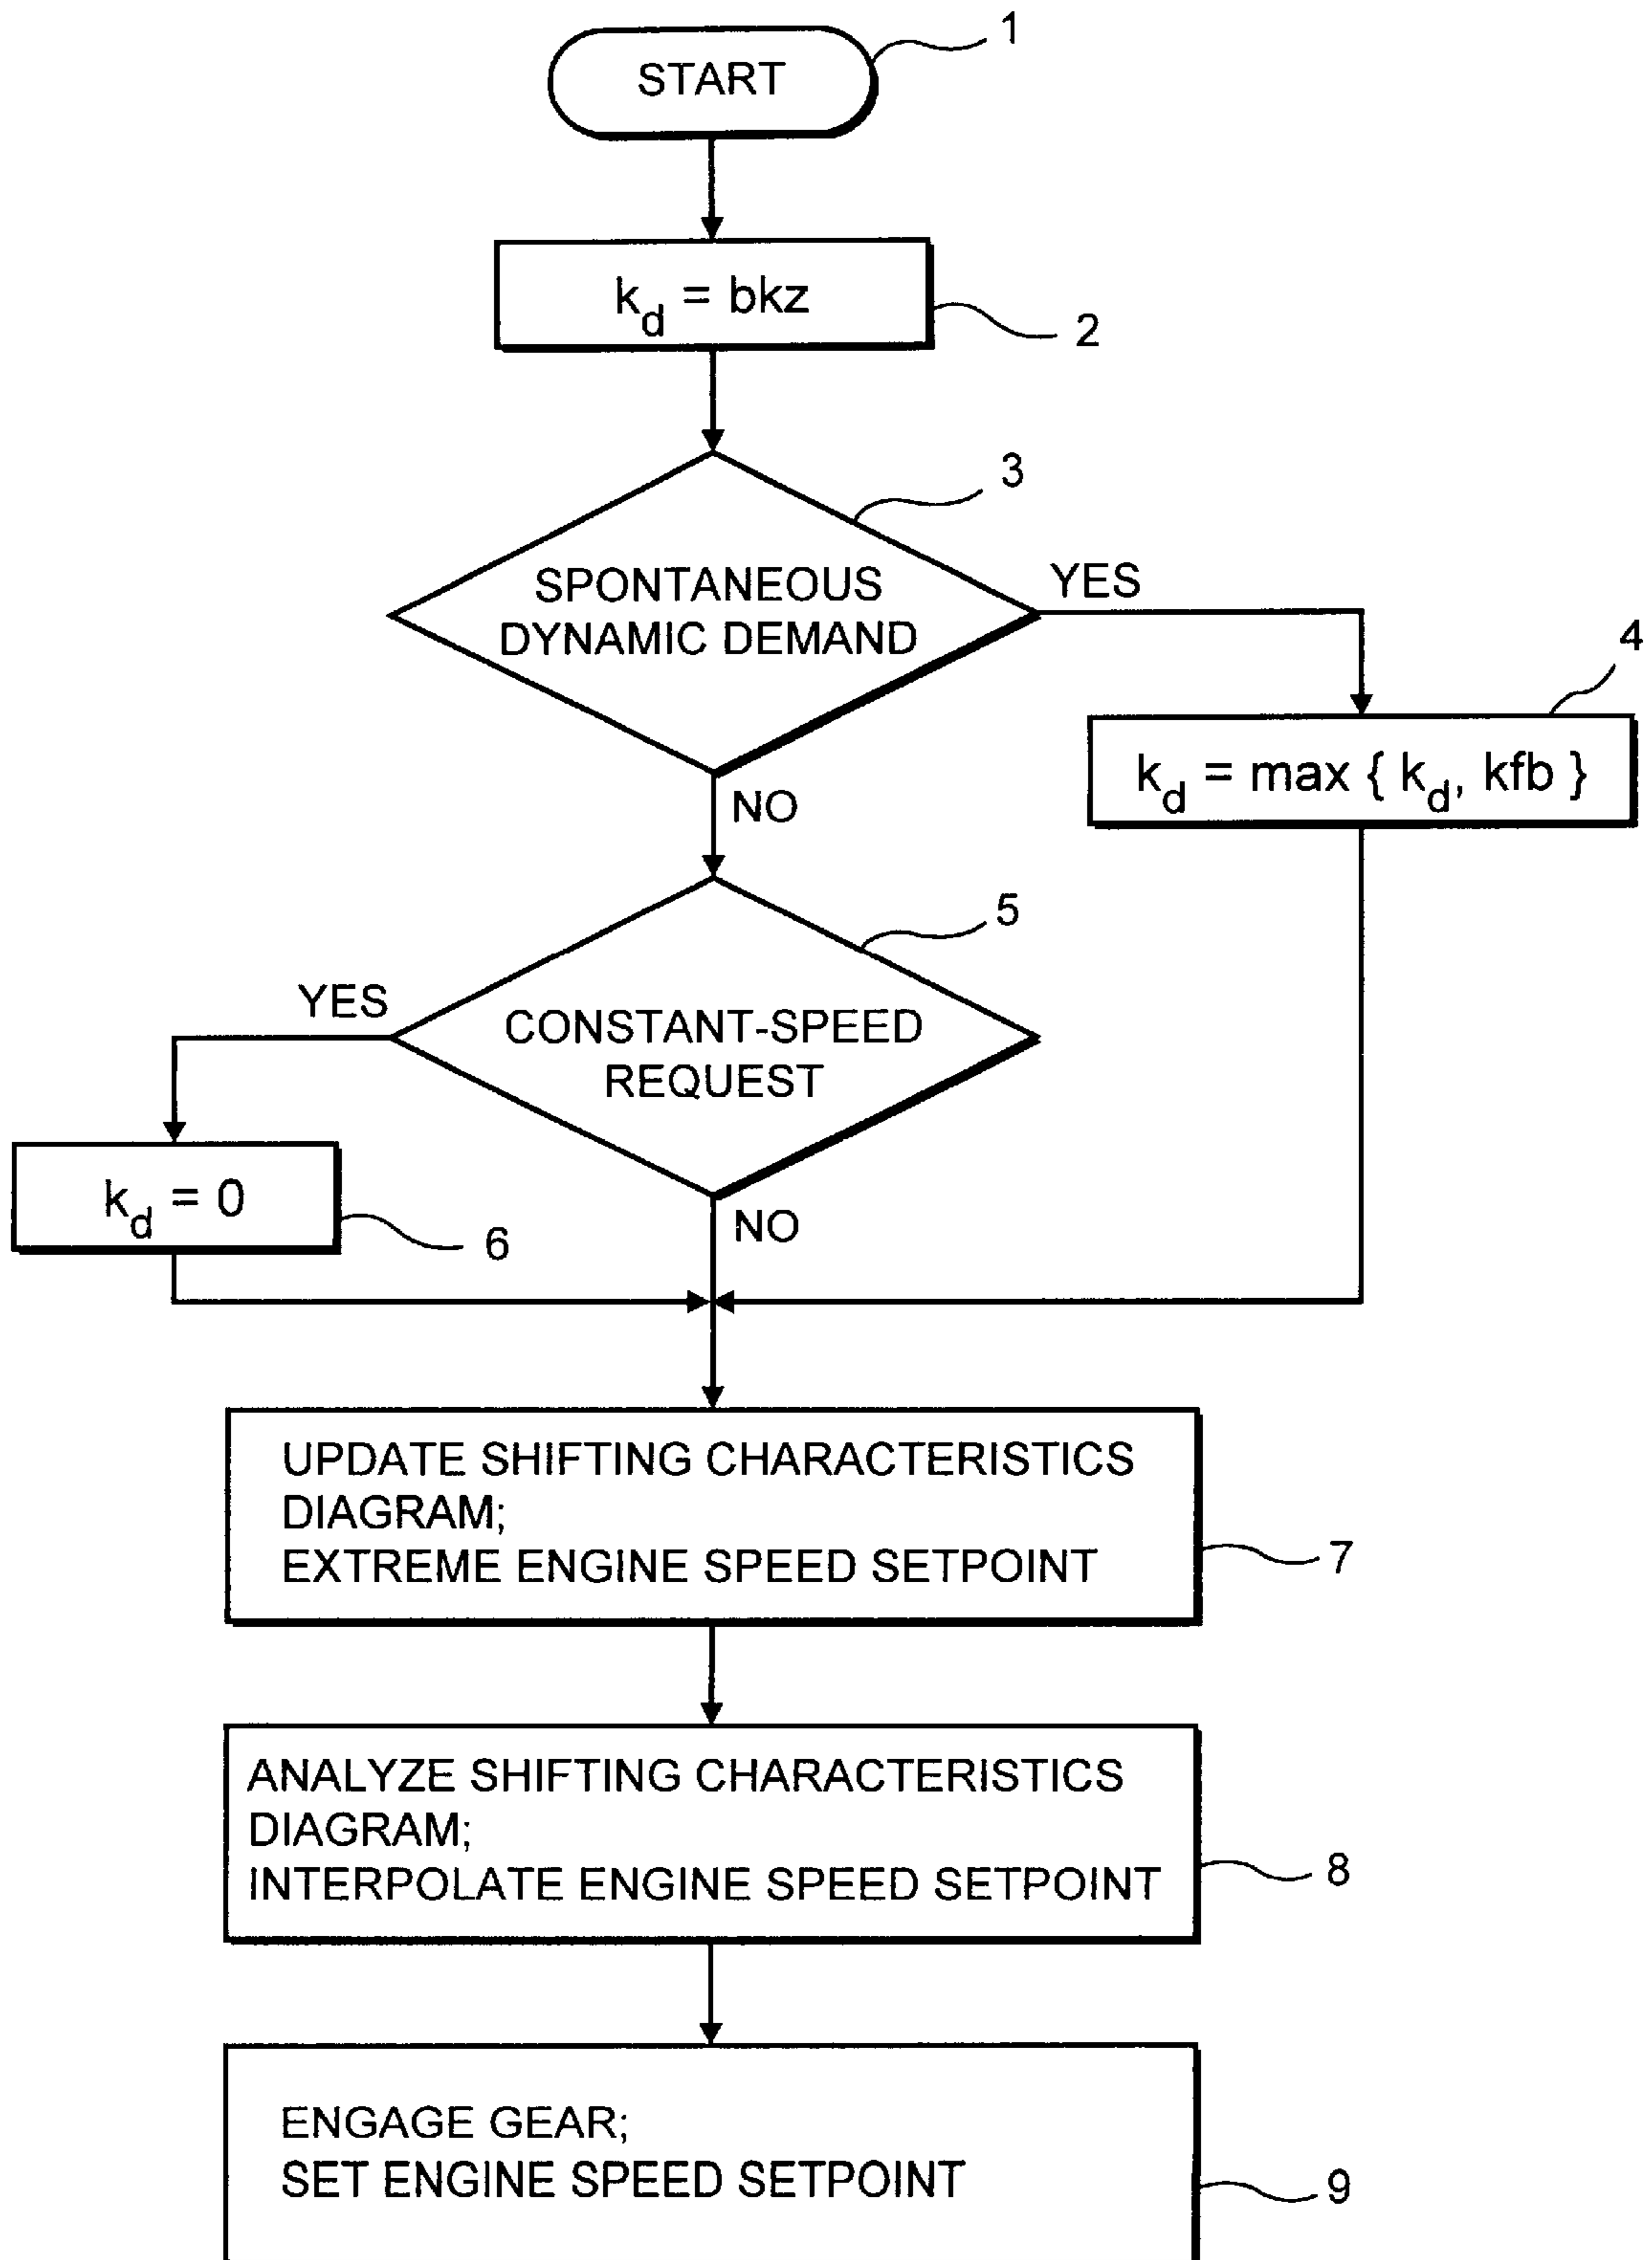 1
START
k_d = bkz
2
3
SPONTANEOUS
DYNAMIC DEMAND
YES
4
k_d = max { k_d, kfb }
NO
5
YES
CONSTANT-SPEED
REQUEST
k_d = 0
6
NO
UPDATE SHIFTING CHARACTERISTICS
DIAGRAM;
EXTREME ENGINE SPEED SETPOINT
7
ANALYZE SHIFTING CHARACTERISTICS
DIAGRAM;
INTERPOLATE ENGINE SPEED SETPOINT
8
ENGAGE GEAR;
SET ENGINE SPEED SETPOINT
9